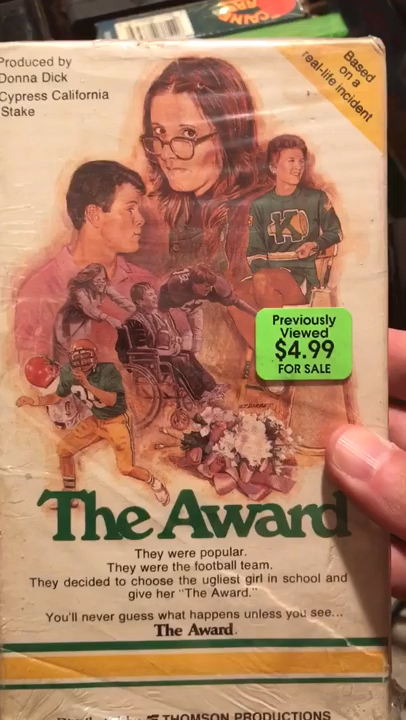 Produced by
Donna Dick
Cypress California
Stake
Based
on a
real-life incident
K
Previously
Viewed
$4.99
FOR SALE
The Award
They were popular.
They were the football team.
They decided to choose the ugliest girl in school and
give her "The Award."
You'll never guess what happens unless you see...
The Award.
THOMSON PRODUCTIONS